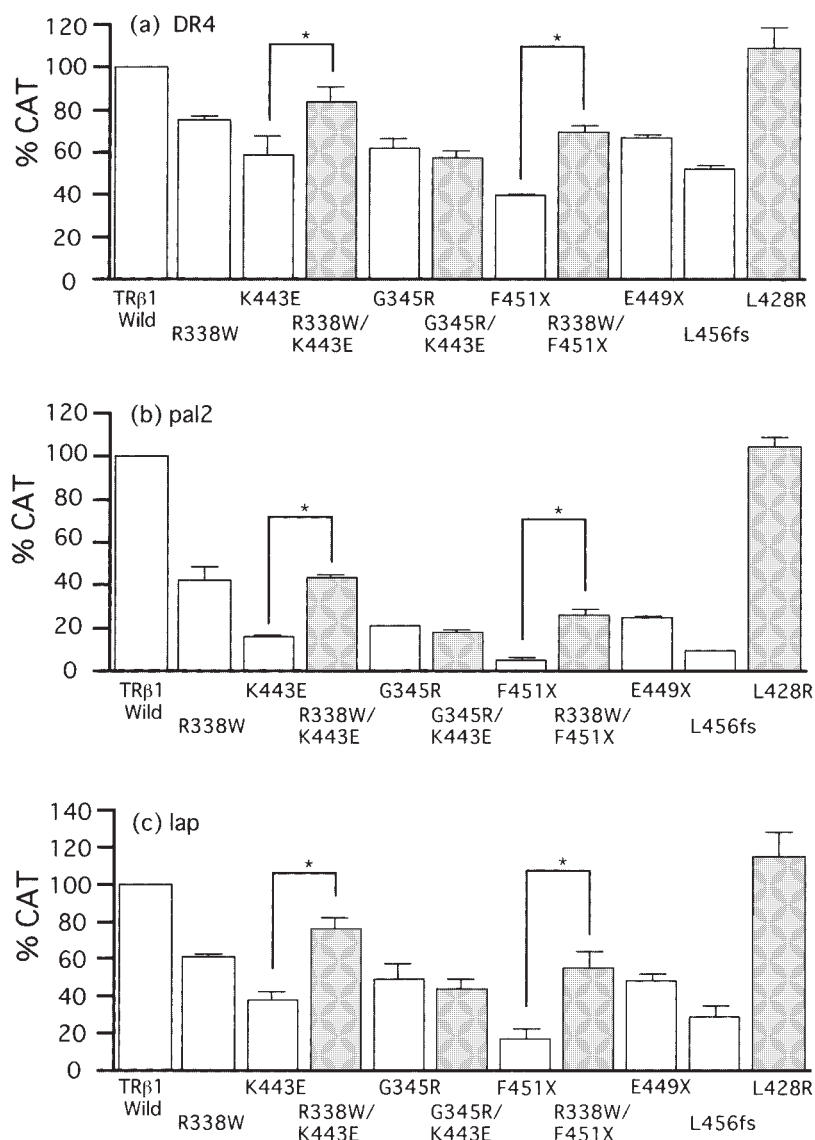 (a) DR4
% CAT
120
100
80
60
40
20
0
*
*
TRβ1
Wild
R338W
K443E
R338W/
K443E
G345R
G345R/
K443E
F451X
R338W/
F451X
E449X
L456fs
L428R
(b) pal2
% CAT
120
100
80
60
40
20
0
*
*
TRβ1
Wild
R338W
K443E
R338W/
K443E
G345R
G345R/
K443E
F451X
R338W/
F451X
E449X
L456fs
L428R
(c) lap
% CAT
140
120
100
80
60
40
20
0
*
*
TRβ1
Wild
R338W
K443E
R338W/
K443E
G345R
G345R/
K443E
F451X
R338W/
F451X
E449X
L456fs
L428R